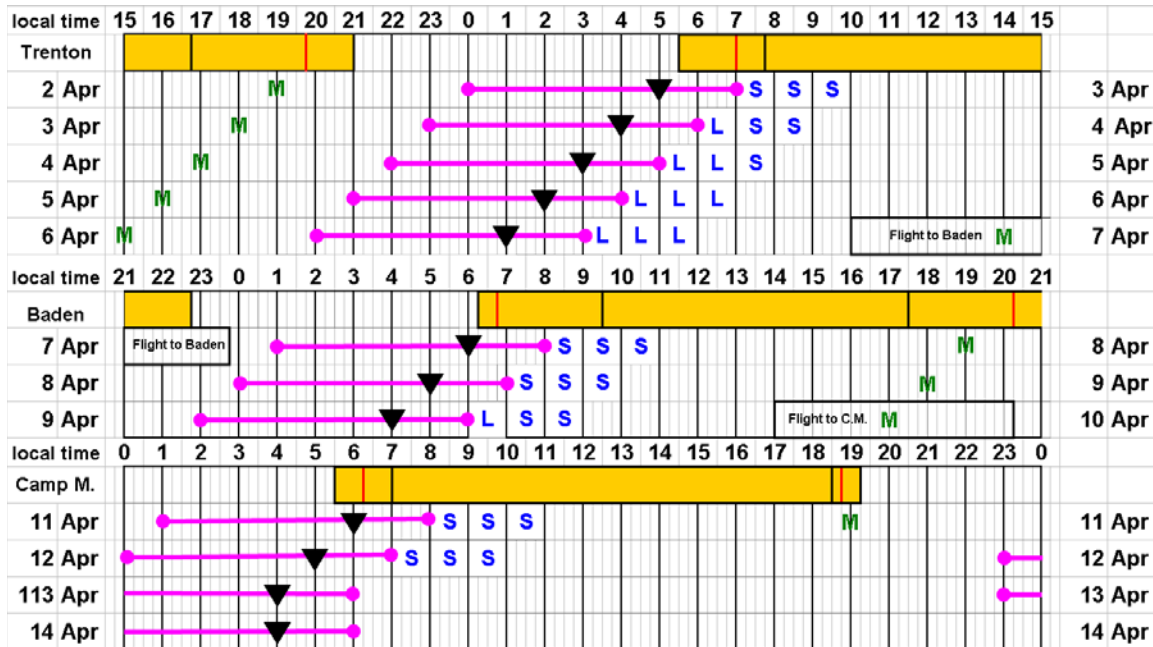 local time 15 16 17 18 19 20 21 22 23 0 1 2 3 4 5 6 7 8 9 10 11 12 13 14 15
Trenton
2 Apr M S S S 3 Apr
3 Apr M L S S 4 Apr
4 Apr M L L S 5 Apr
5 Apr M L L L 6 Apr
6 Apr M L L L Flight to Baden M 7 Apr
local time 21 22 23 0 1 2 3 4 5 6 7 8 9 10 11 12 13 14 15 16 17 18 19 20 21
Baden
7 Apr Flight to Baden S S S M 8 Apr
8 Apr S S S M 9 Apr
9 Apr L S S Flight to C.M. M 10 Apr
local time 0 1 2 3 4 5 6 7 8 9 10 11 12 13 14 15 16 17 18 19 20 21 22 23 0
Camp M.
11 Apr S S S M 11 Apr
12 Apr S S S 12 Apr
113 Apr 13 Apr
14 Apr 14 Apr